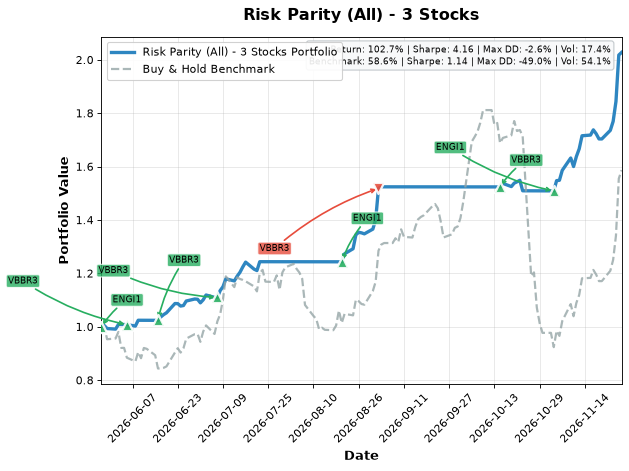 Risk Parity (All) - 3 Stocks
Risk Parity (All) - 3 Stocks Portfolio
Buy & Hold Benchmark
102.7% | Sharpe: 4.16 | Max DD: -2.6% | Vol: 17.4%
58.6% | Sharpe: 1.14 | Max DD: -49.0% | Vol: 54.1%
Portfolio Value
2.0
1.8
1.6
1.4
1.2
1.0
0.8
ENGI1
VBBR3
ENGI1
VBBR3
VBBR3
VBBR3
VBBR3
ENGI1
2026-06-07
2026-06-23
2026-07-09
2026-07-25
2026-08-10
2026-08-26
2026-09-11
2026-09-27
2026-10-13
2026-10-29
2026-11-14
Date